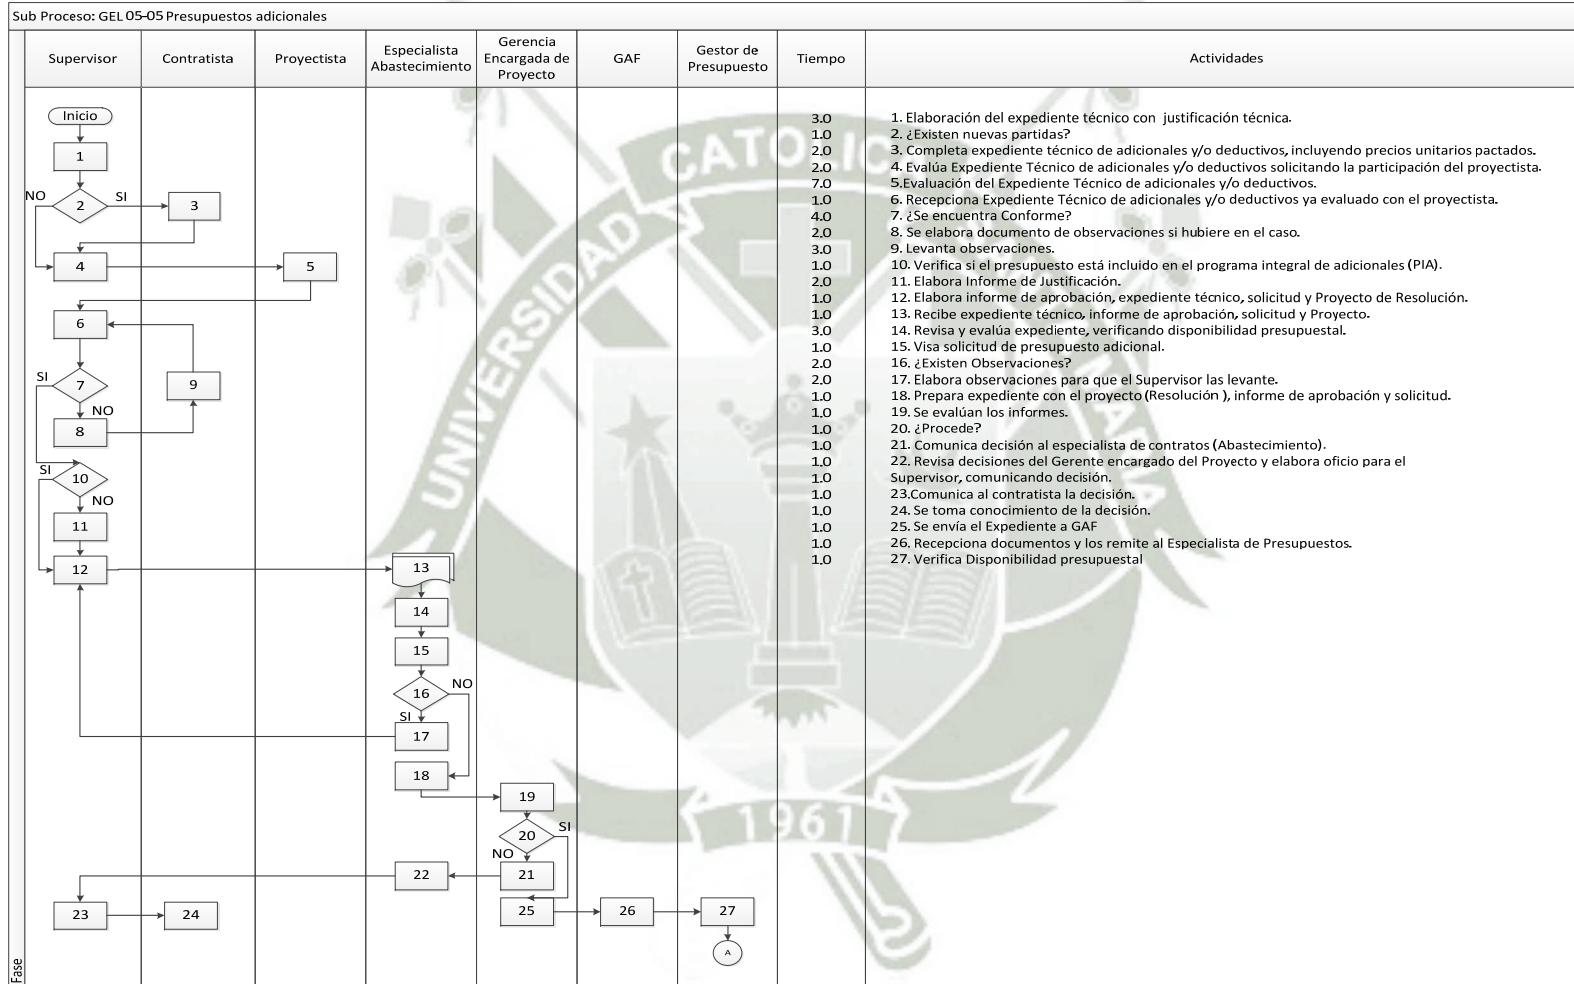 Sub Proceso: GEL 05-05 Presupuestos adicionales
Supervisor
Contratista
Proyectista
Especialista
Abastecimiento
Gerencia
Encargada de
Proyecto
GAF
Gestor de
Presupuesto
Tiempo
Actividades
Inicio
1
2
NO
SI
3
4
5
6
7
SI
NO
8
9
10
SI
NO
11
12
13
14
15
16
NO
SI
17
18
19
20
SI
NO
21
22
23
24
25
26
27
A
Fase
3.0 1. Elaboración del expediente técnico con justificación técnica.
1.0 2. ¿Existen nuevas partidas?
2.0 3. Completa expediente técnico de adicionales y/o deductivos, incluyendo precios unitarios pactados.
2.0 4. Evalúa Expediente Técnico de adicionales y/o deductivos solicitando la participación del proyectista.
7.0 5.Evaluación del Expediente Técnico de adicionales y/o deductivos.
1.0 6. Recepciona Expediente Técnico de adicionales y/o deductivos ya evaluado con el proyectista.
4.0 7. ¿Se encuentra Conforme?
2.0 8. Se elabora documento de observaciones si hubiere en el caso.
3.0 9. Levanta observaciones.
1.0 10. Verifica si el presupuesto está incluido en el programa integral de adicionales (PIA).
2.0 11. Elabora Informe de Justificación.
1.0 12. Elabora informe de aprobación, expediente técnico, solicitud y Proyecto de Resolución.
1.0 13. Recibe expediente técnico, informe de aprobación, solicitud y Proyecto.
3.0 14. Revisa y evalúa expediente, verificando disponibilidad presupuestal.
1.0 15. Visa solicitud de presupuesto adicional.
2.0 16. ¿Existen Observaciones?
2.0 17. Elabora observaciones para que el Supervisor las levante.
1.0 18. Prepara expediente con el proyecto (Resolución ), informe de aprobación y solicitud.
1.0 19. Se evalúan los informes.
1.0 20. ¿Procede?
1.0 21. Comunica decisión al especialista de contratos (Abastecimiento).
1.0 22. Revisa decisiones del Gerente encargado del Proyecto y elabora oficio para el
1.0 Supervisor, comunicando decisión.
1.0 23.Comunica al contratista la decisión.
1.0 24. Se toma conocimiento de la decisión.
1.0 25. Se envía el Expediente a GAF
1.0 26. Recepciona documentos y los remite al Especialista de Presupuestos.
1.0 27. Verifica Disponibilidad presupuestal
UNIVERSIDAD CATOLICA
MARIA
1961